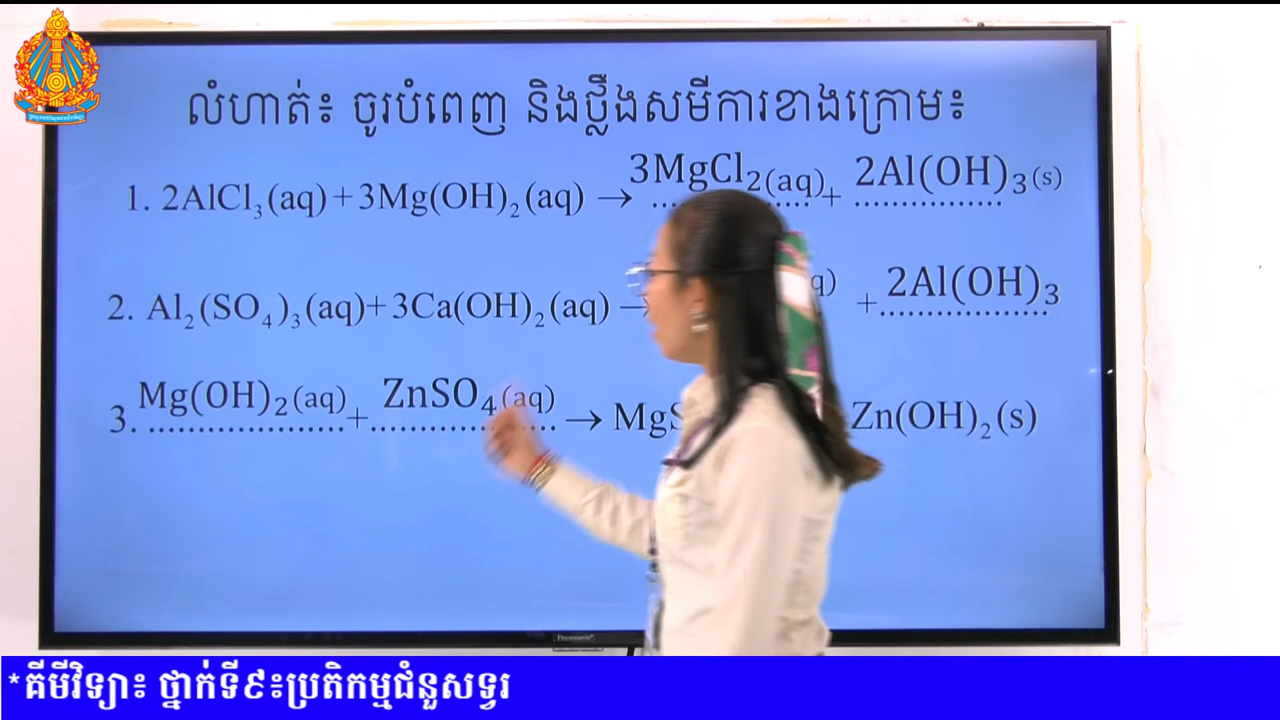 លំហាត់៖ ចូរបំពេញ និងថ្លឹងសមីការខាងក្រោម៖
1. 2AlCl₃(aq)+3Mg(OH)₂(aq) → 3MgCl₂(aq) + 2Al(OH)₃(s)
2. Al₂(SO₄)₃(aq)+3Ca(OH)₂(aq) q) + 2Al(OH)₃
3. Mg(OH)₂(aq) + ZnSO₄(aq) → MgS Zn(OH)₂(s)
*គីមីវិទ្យា៖ ថ្នាក់ទី៩៖ប្រតិកម្មជំនួសទ្វេរ